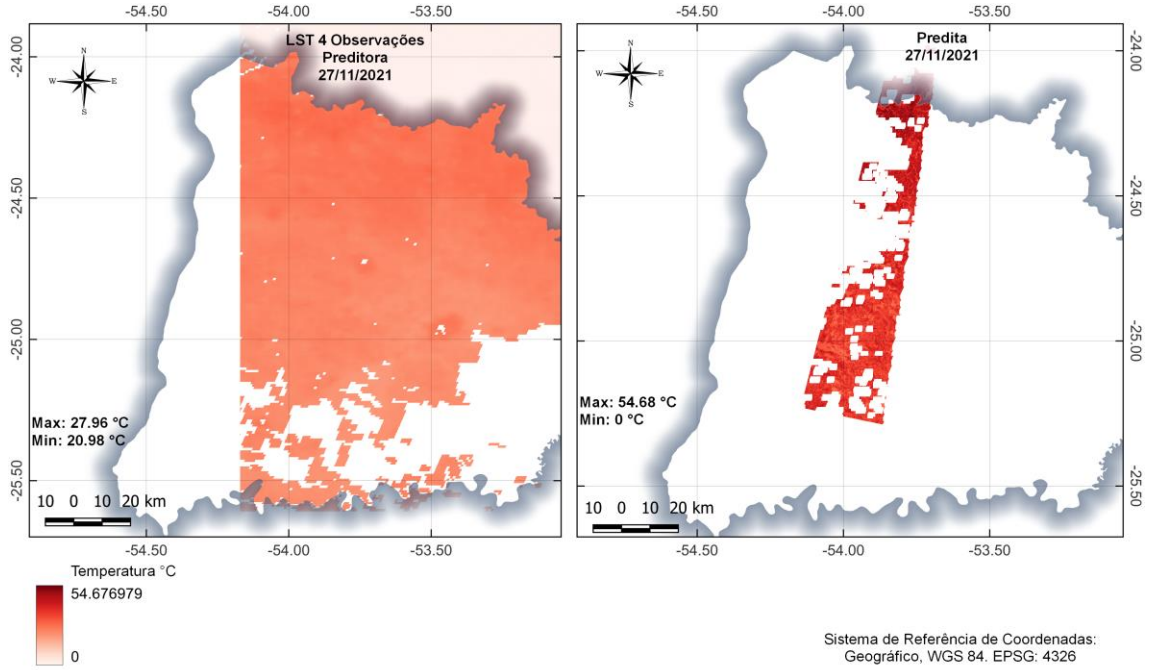 -54.50 -54.00 -53.50
-54.50 -54.00 -53.50
LST 4 Observações
Preditora
27/11/2021
N
W E
S
-24.00
-24.50
-25.00
-25.50
Max: 27.96 °C
Min: 20.98 °C
10 0 10 20 km
-54.50 -54.00 -53.50
Predita
27/11/2021
N
W E
S
-24.00
-24.50
-25.00
-25.50
Max: 54.68 °C
Min: 0 °C
10 0 10 20 km
-54.50 -54.00 -53.50
Temperatura °C
54.676979
0
Sistema de Referência de Coordenadas:
Geográfico, WGS 84. EPSG: 4326